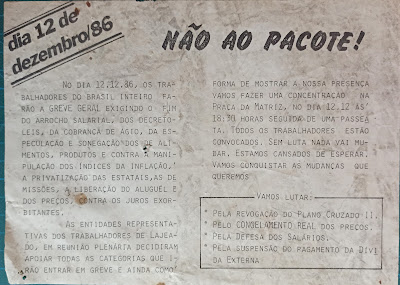 dia 12 de
dezembro/86
NÃO AO PACOTE!
NO DIA 12.12.86, OS TRA-
BALHADORES DO BRASIL INTEIRO FA-
RÃO A GREVE GERAL EXIGINDO O FIM
DO ARROCHO SALARIAL, DOS DECRETO-
LEIS, DA COBRANÇA DE ÁGIO, DA ES-
PECULAÇÃO E SONEGAÇÃO DE ALI-
MENTOS, PRODUTOS E CONTRA A MANI-
PULAÇÃO DOS ÍNDICES DA INFLAÇÃO,
A PRIVATIZAÇÃO DAS ESTATAIS, AS DE
MISSÕES, A LIBERAÇÃO DO ALUGUÉL E
DOS PREÇOS, CONTRA OS JUROS EXOR-
BITANTES.
AS ENTIDADES REPRESENTA-
TIVAS DOS TRABALHADORES DE LAJEA-
DO, EM REUNIÃO PLENÁRIA DECIDIRAM
APOIAR TODAS AS CATEGORIAS QUE I-
RÃO ENTRAR EM GREVE E AINDA COMO
FORMA DE MOSTRAR A NOSSA PRESENÇA
VAMOS FAZER UMA CONCENTRAÇÃO NA
PRAÇA DA MATRIZ, NO DIA 12.12 ÀS
18:30 HORAS SEGUIDA DE UMA PASSEA
TA. TODOS OS TRABALHADORES ESTÃO
CONVOCADOS. SEM LUTA NADA VAI MU-
DAR. ESTAMOS CANSADOS DE ESPERAR.
VAMOS CONQUISTAR AS MUDANÇAS QUE
QUEREMOS
VAMOS LUTAR:
* PELA REVOGAÇÃO DO PLANO CRUZADO II.
* PELO CONGELAMENTO REAL DOS PREÇOS.
* PELA DEFESA DOS SALÁRIOS.
* PELA SUSPENSÃO DO PAGAMENTO DA DIVI
DA EXTERNA